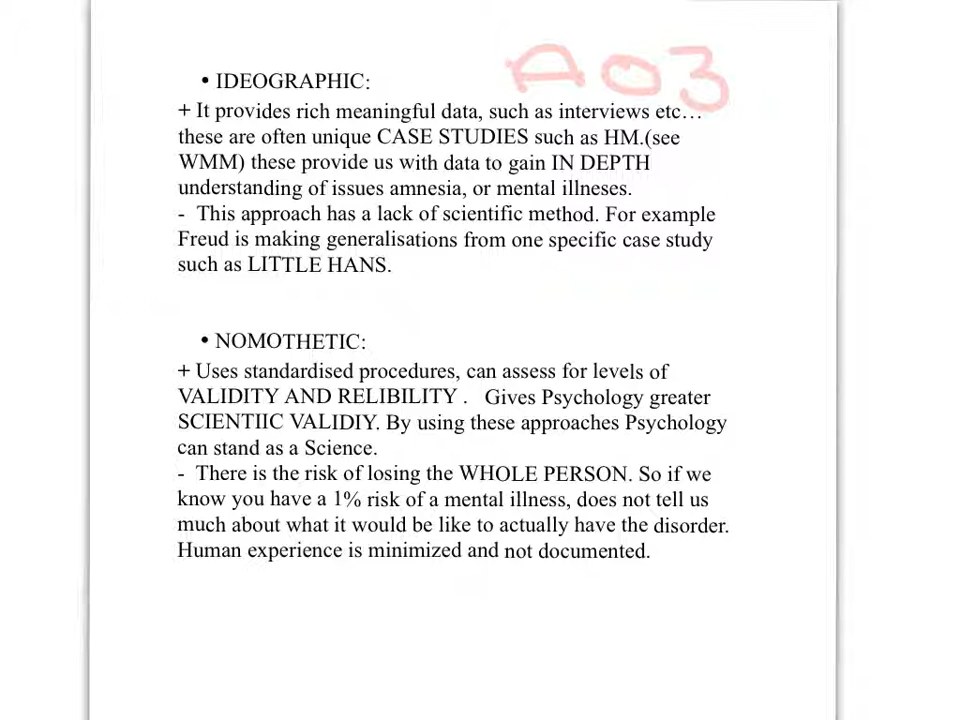 AO3
• IDEOGRAPHIC:
+ It provides rich meaningful data, such as interviews etc…
these are often unique CASE STUDIES such as HM.(see
WMM) these provide us with data to gain IN DEPTH
understanding of issues amnesia, or mental illneses.
- This approach has a lack of scientific method. For example
Freud is making generalisations from one specific case study
such as LITTLE HANS.
• NOMOTHETIC:
+ Uses standardised procedures, can assess for levels of
VALIDITY AND RELIBILITY . Gives Psychology greater
SCIENTIIC VALIDIY. By using these approaches Psychology
can stand as a Science.
- There is the risk of losing the WHOLE PERSON. So if we
know you have a 1% risk of a mental illness, does not tell us
much about what it would be like to actually have the disorder.
Human experience is minimized and not documented.